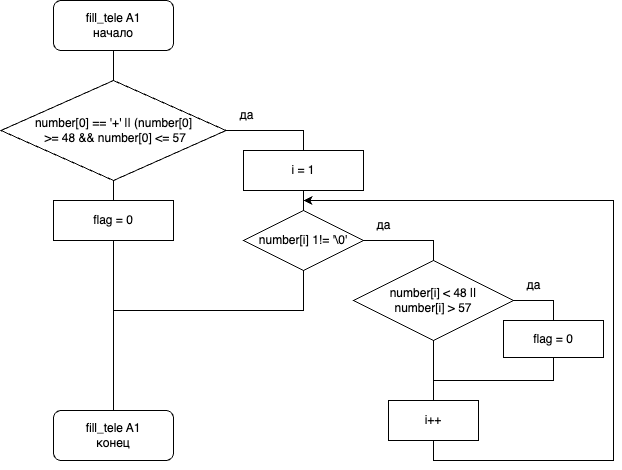 fill_tele A1
начало
да
number[0] == '+' || (number[0]
>= 48 && number[0] <= 57
i = 1
flag = 0
да
number[i] 1!= '\0'
да
number[i] < 48 ||
number[i] > 57
flag = 0
i++
fill_tele A1
конец